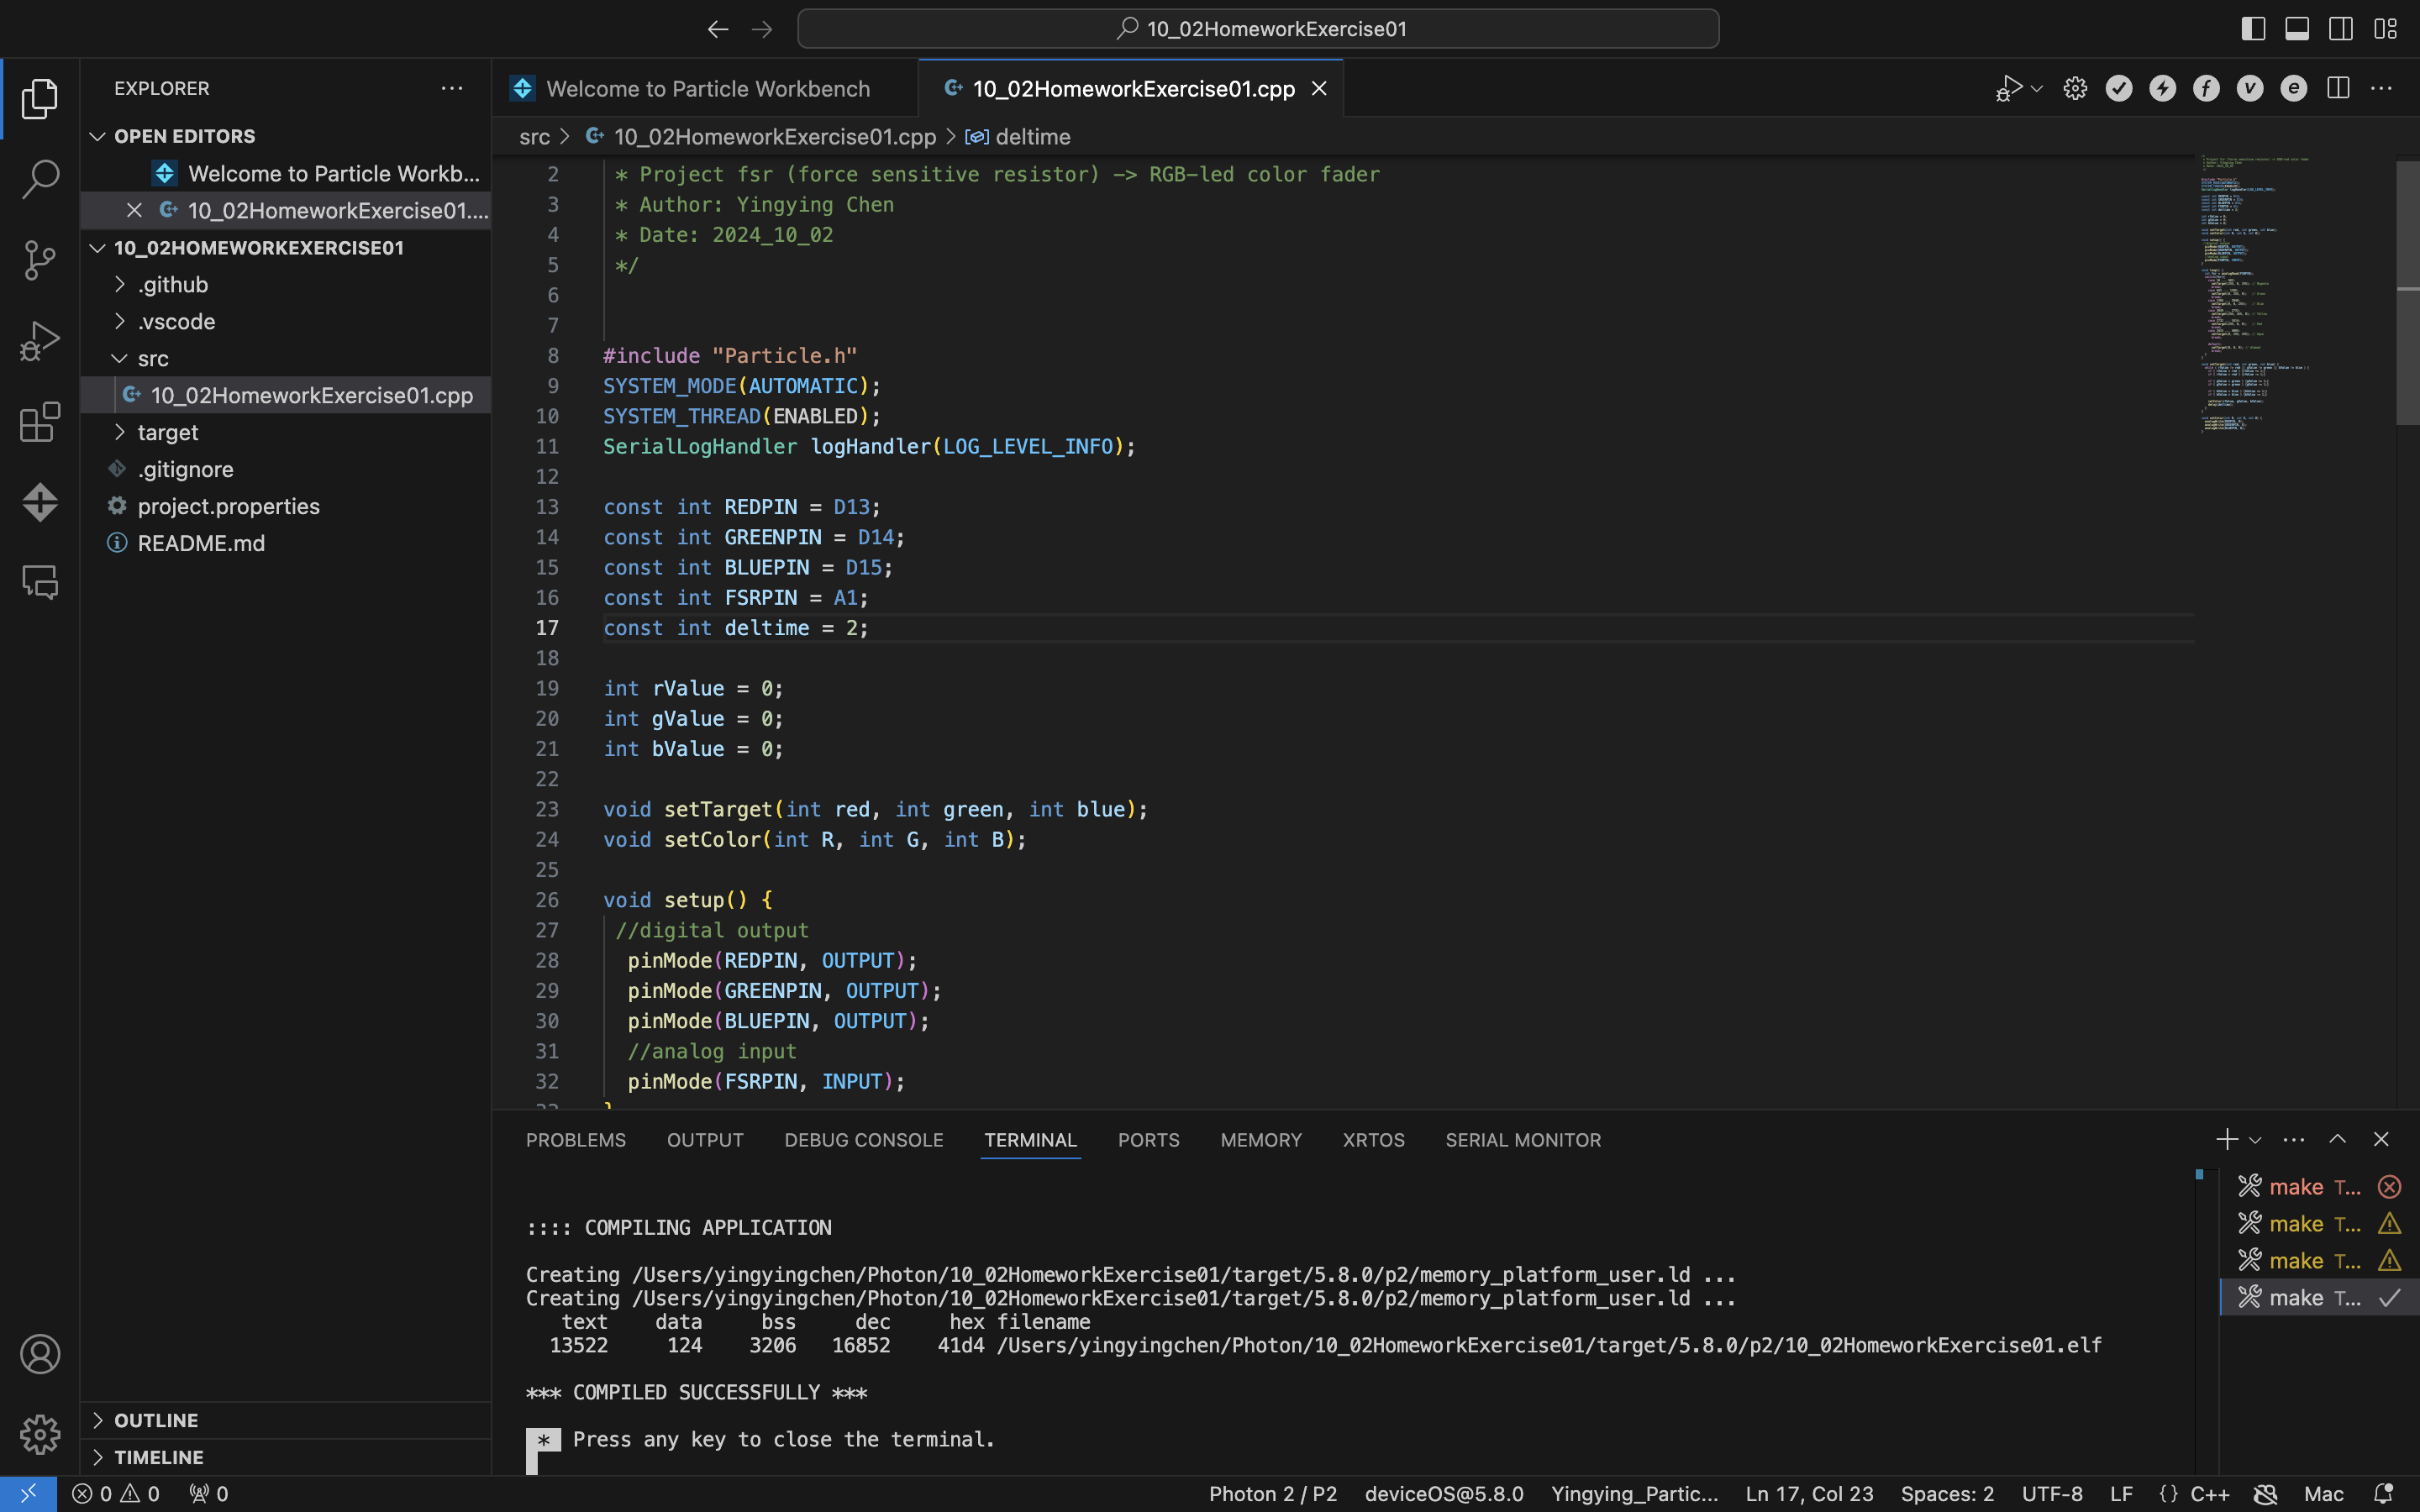 10_02HomeworkExercise01
EXPLORER
OPEN EDITORS
Welcome to Particle Workb...
10_02HomeworkExercise01....
10_02HOMEWORKEXERCISE01
.github
.vscode
src
10_02HomeworkExercise01.cpp
target
.gitignore
project.properties
README.md
OUTLINE
TIMELINE
Welcome to Particle Workbench
10_02HomeworkExercise01.cpp
src > 10_02HomeworkExercise01.cpp > deltime
2 * Project fsr (force sensitive resistor) -> RGB-led color fader
3 * Author: Yingying Chen
4 * Date: 2024_10_02
5 */
6
7
8 #include "Particle.h"
9 SYSTEM_MODE(AUTOMATIC);
10 SYSTEM_THREAD(ENABLED);
11 SerialLogHandler logHandler(LOG_LEVEL_INFO);
12
13 const int REDPIN = D13;
14 const int GREENPIN = D14;
15 const int BLUEPIN = D15;
16 const int FSRPIN = A1;
17 const int deltime = 2;
18
19 int rValue = 0;
20 int gValue = 0;
21 int bValue = 0;
22
23 void setTarget(int red, int green, int blue);
24 void setColor(int R, int G, int B);
25
26 void setup() {
27 //digital output
28 pinMode(REDPIN, OUTPUT);
29 pinMode(GREENPIN, OUTPUT);
30 pinMode(BLUEPIN, OUTPUT);
31 //analog input
32 pinMode(FSRPIN, INPUT);
33 }
PROBLEMS OUTPUT DEBUG CONSOLE TERMINAL PORTS MEMORY XRTOS SERIAL MONITOR
:::: COMPILING APPLICATION
Creating /Users/yingyingchen/Photon/10_02HomeworkExercise01/target/5.8.0/p2/memory_platform_user.ld ...
Creating /Users/yingyingchen/Photon/10_02HomeworkExercise01/target/5.8.0/p2/memory_platform_user.ld ...
text data bss dec hex filename
13522 124 3206 16852 41d4 /Users/yingyingchen/Photon/10_02HomeworkExercise01/target/5.8.0/p2/10_02HomeworkExercise01.elf
*** COMPILED SUCCESSFULLY ***
* Press any key to close the terminal.
make T...
make T...
make T...
make T...
0 0 0
Photon 2 / P2 deviceOS@5.8.0 Yingying_Partic... Ln 17, Col 23 Spaces: 2 UTF-8 LF {} C++ Mac